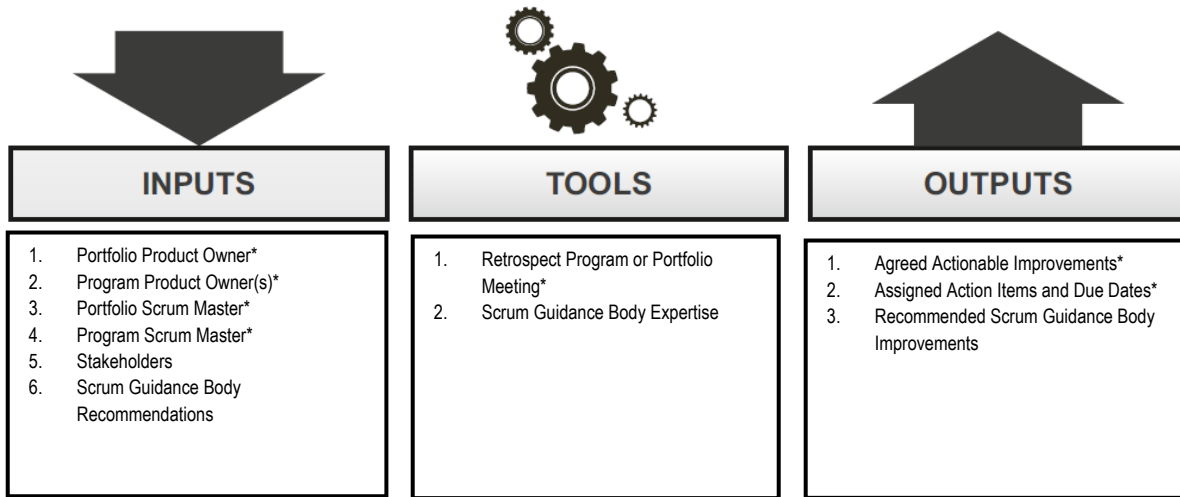 INPUTS
TOOLS
OUTPUTS
1. Portfolio Product Owner*
2. Program Product Owner(s)*
3. Portfolio Scrum Master*
4. Program Scrum Master*
5. Stakeholders
6. Scrum Guidance Body
Recommendations
1. Retrospect Program or Portfolio
Meeting*
2. Scrum Guidance Body Expertise
1. Agreed Actionable Improvements*
2. Assigned Action Items and Due Dates*
3. Recommended Scrum Guidance Body
Improvements